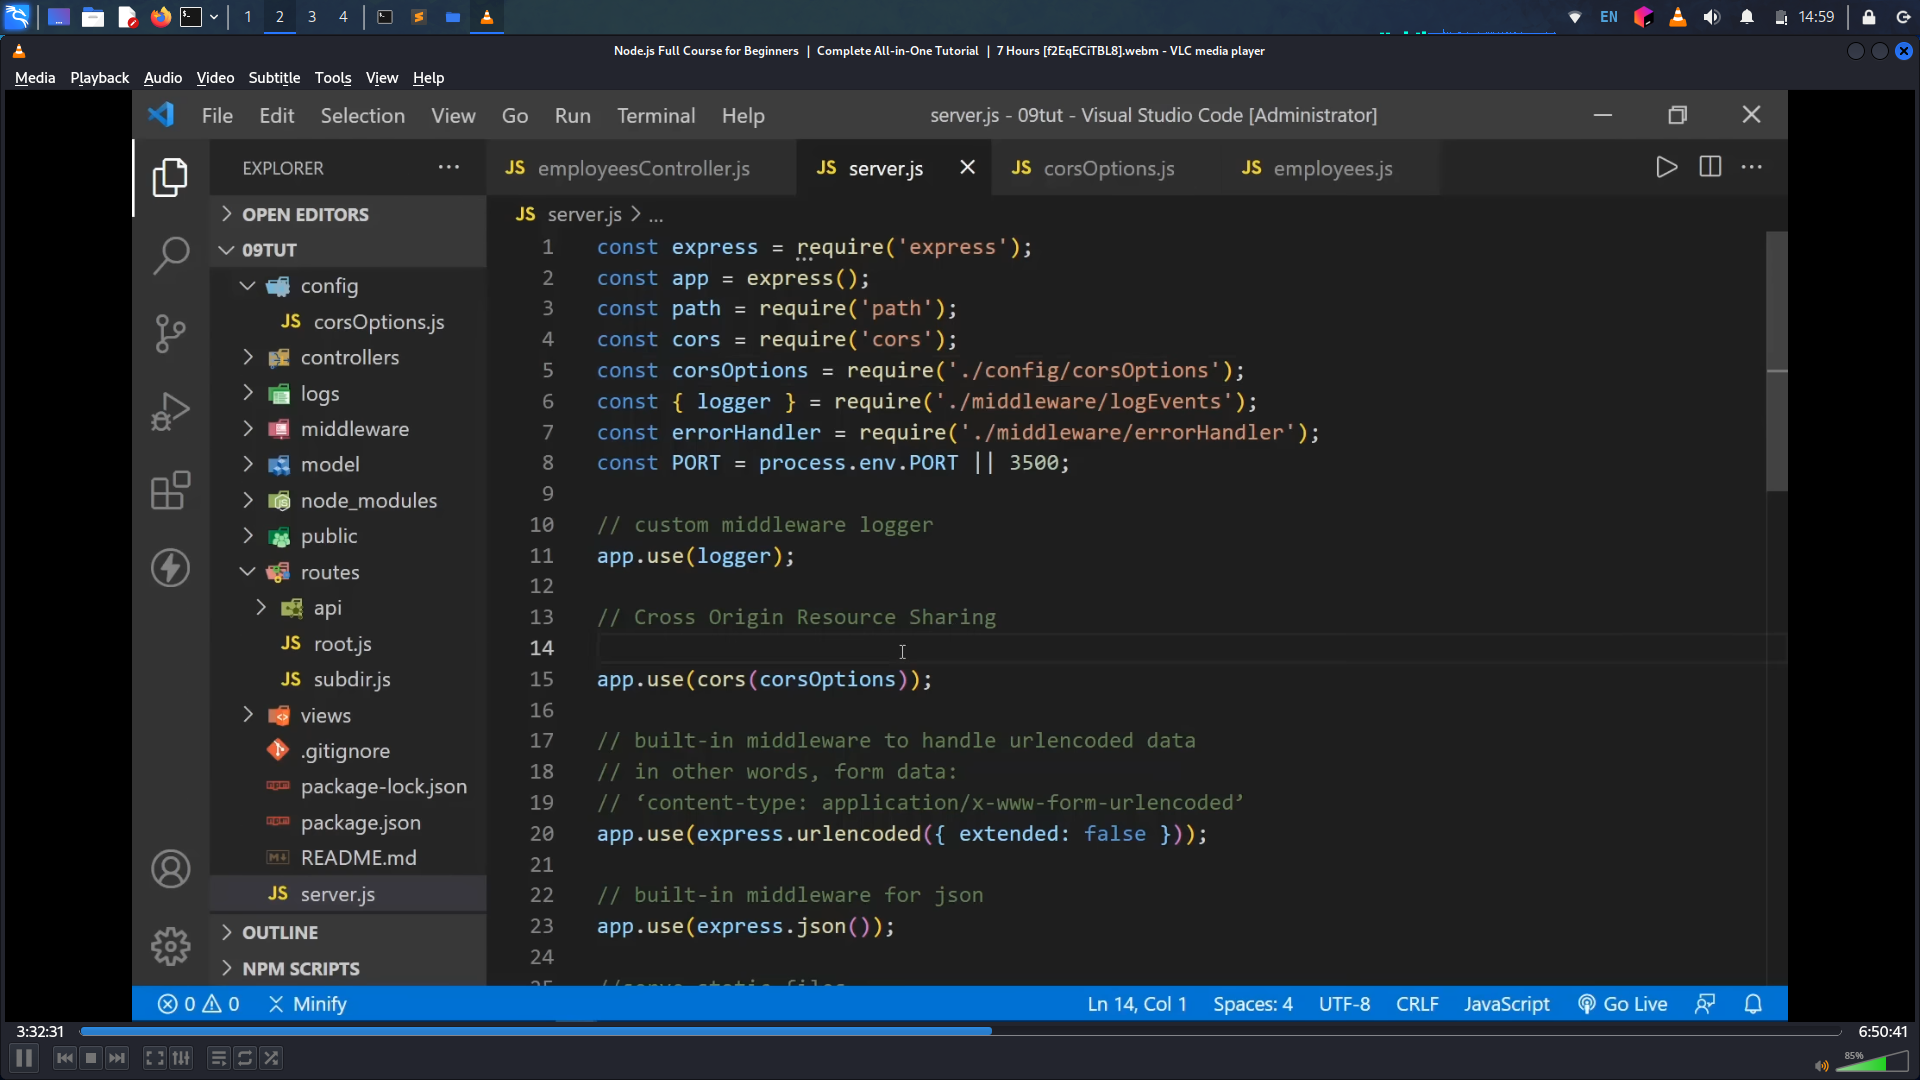 1 2 3 4 EN 14:59
Node.js Full Course for Beginners | Complete All-in-One Tutorial | 7 Hours [f2EqECiTBL8].webm - VLC media player
Media Playback Audio Video Subtitle Tools View Help
File Edit Selection View Go Run Terminal Help server.js - 09tut - Visual Studio Code [Administrator]
EXPLORER
OPEN EDITORS
09TUT
config
JS corsOptions.js
controllers
logs
middleware
model
node_modules
public
routes
api
JS root.js
JS subdir.js
views
.gitignore
package-lock.json
package.json
README.md
JS server.js
OUTLINE
NPM SCRIPTS
JS employeesController.js JS server.js JS corsOptions.js JS employees.js
JS server.js > ...
1 const express = require('express');
2 const app = express();
3 const path = require('path');
4 const cors = require('cors');
5 const corsOptions = require('./config/corsOptions');
6 const { logger } = require('./middleware/logEvents');
7 const errorHandler = require('./middleware/errorHandler');
8 const PORT = process.env.PORT || 3500;
9
10 // custom middleware logger
11 app.use(logger);
12
13 // Cross Origin Resource Sharing
14
15 app.use(cors(corsOptions));
16
17 // built-in middleware to handle urlencoded data
18 // in other words, form data:
19 // ‘content-type: application/x-www-form-urlencoded’
20 app.use(express.urlencoded({ extended: false }));
21
22 // built-in middleware for json
23 app.use(express.json());
24
25 //serve static files
0 0 Minify Ln 14, Col 1 Spaces: 4 UTF-8 CRLF JavaScript Go Live
3:32:31 6:50:41
85%